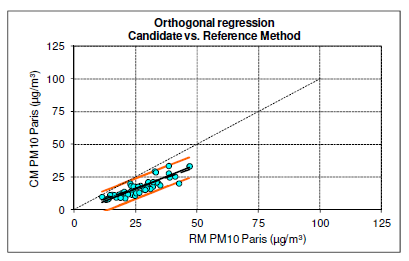 Orthogonal regression
Candidate vs. Reference Method
125
100
75
50
25
0
CM PM10 Paris (µg/m³)
0 25 50 75 100 125
RM PM10 Paris (µg/m³)